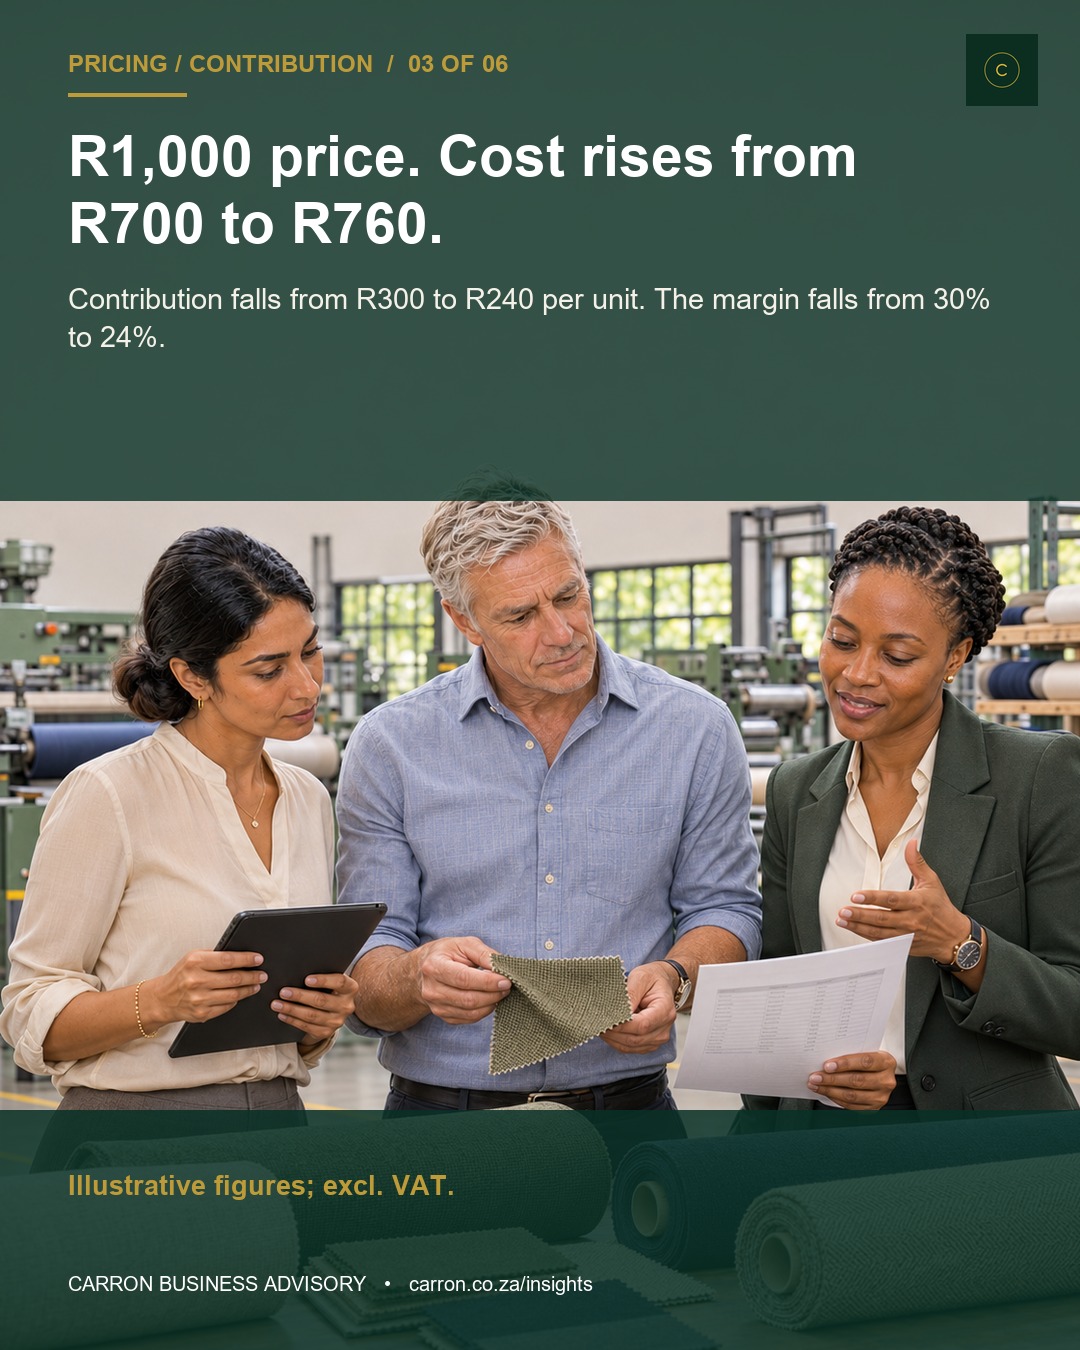 PRICING / CONTRIBUTION / 03 OF 06
C
R1,000 price. Cost rises from
R700 to R760.
Contribution falls from R300 to R240 per unit. The margin falls from 30%
to 24%.
Illustrative figures; excl. VAT.
CARRON BUSINESS ADVISORY • carron.co.za/insights